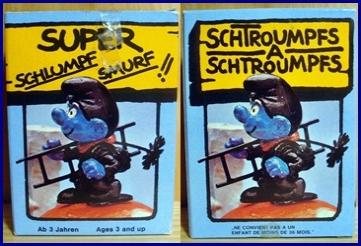 SUPER
SCHLUMPF SMURF!!
Ab 3 Jahren Ages 3 and up
SCHTROUMPFS
A
SCHTROUMPFS
"NE CONVIENT PAS A UN
ENFANT DE MOINS DE 36 MOIS."